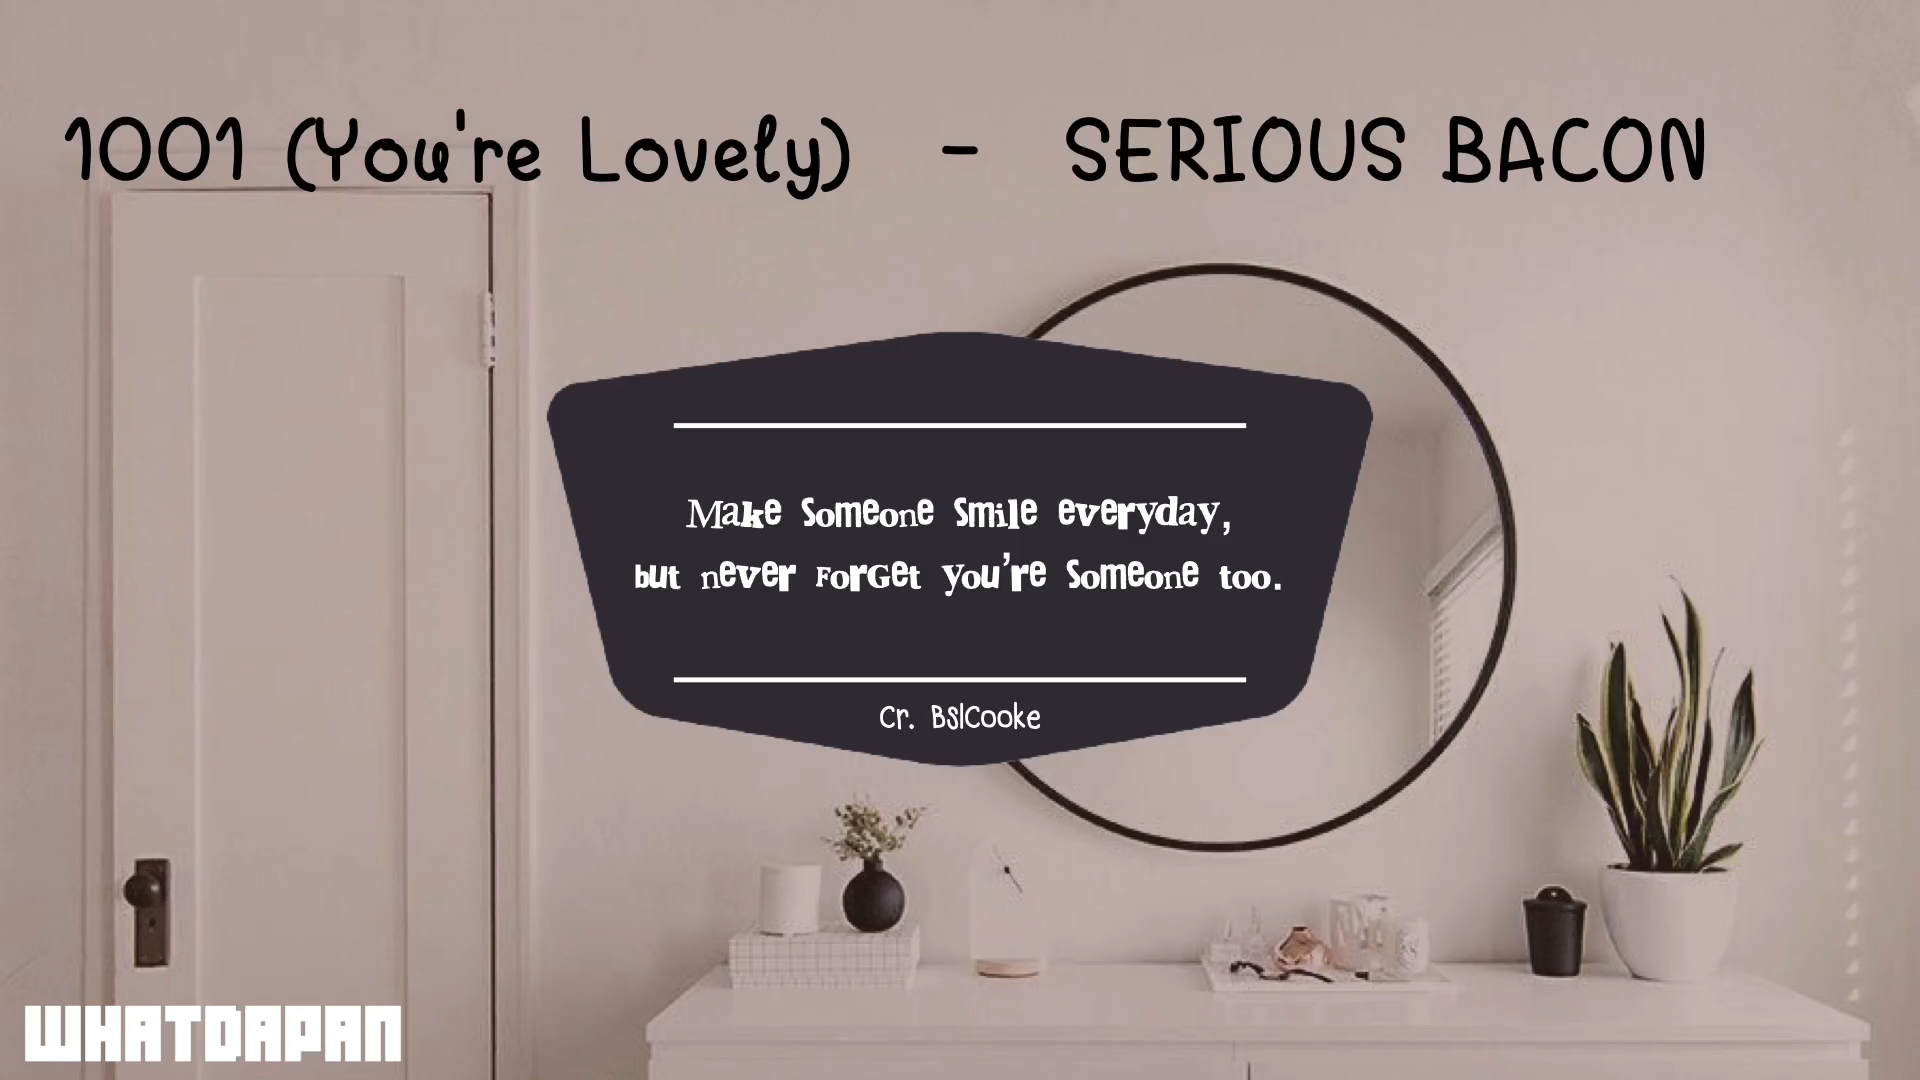 1001 (You're Lovely) - SERIOUS BACON
Make Someone Smile everyday,
but never Forget you're Someone too.
Cr. BslCooke
WHATDAPAN